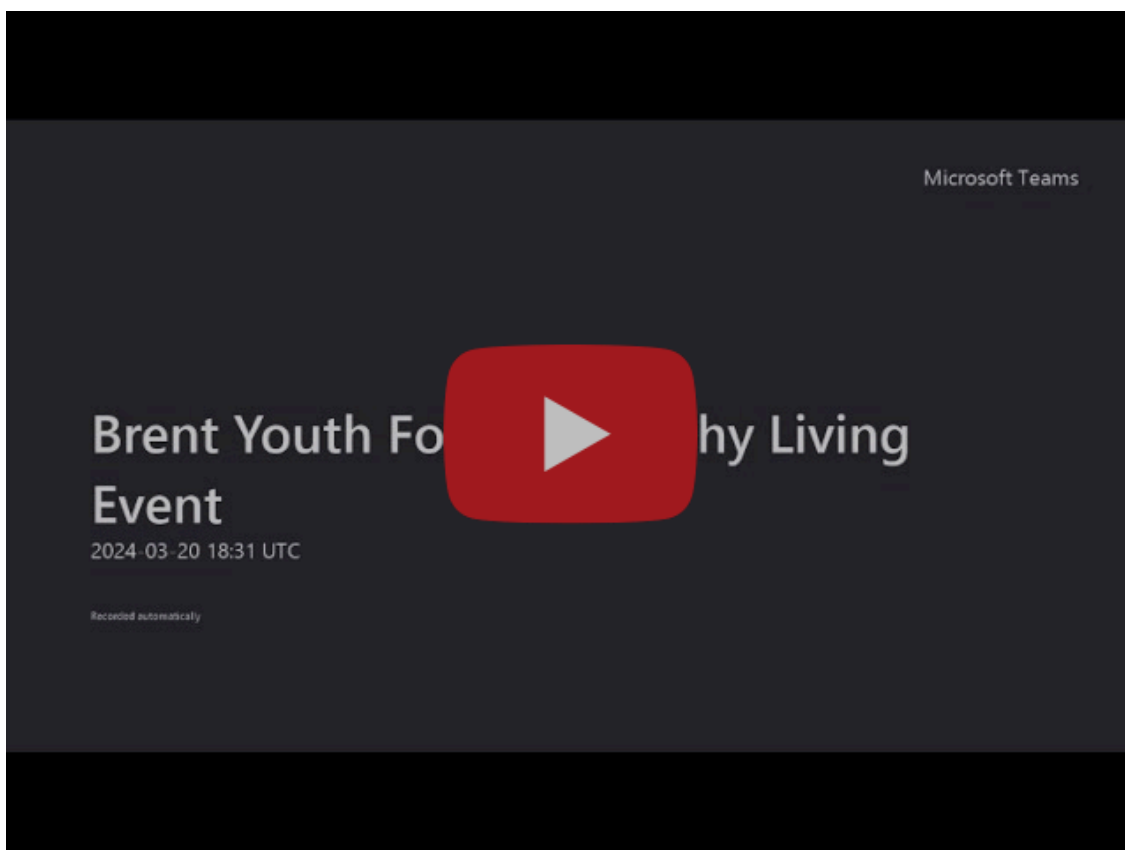 Microsoft Teams
Brent Youth Fo hy Living
Event
2024-03-20 18:31 UTC
Recorded automatically